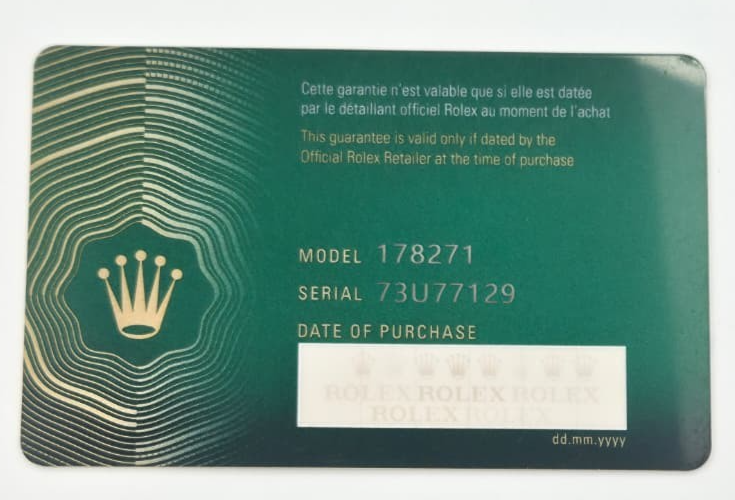 Cette garantie n'est valable que si elle est datée
par le détaillant officiel Rolex au moment de l'achat
This guarantee is valid only if dated by the
Official Rolex Retailer at the time of purchase
MODEL 178271
SERIAL 73U77129
DATE OF PURCHASE
ROLEX ROLEX ROLEX
ROLEX ROLEX
dd.mm.yyyy